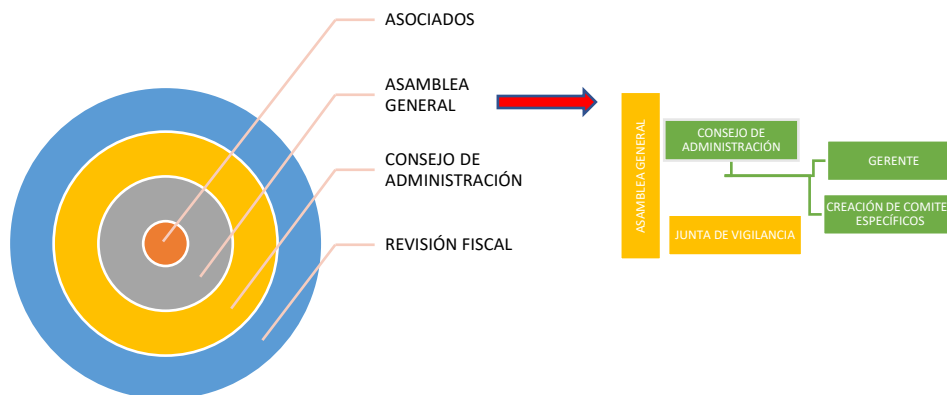 ASOCIADOS
ASAMBLEA
GENERAL
CONSEJO DE
ADMINISTRACIÓN
REVISIÓN FISCAL
ASAMBLEA GENERAL
CONSEJO DE
ADMINISTRACIÓN
GERENTE
CREACIÓN DE COMITE
ESPECÍFICOS
JUNTA DE VIGILANCIA